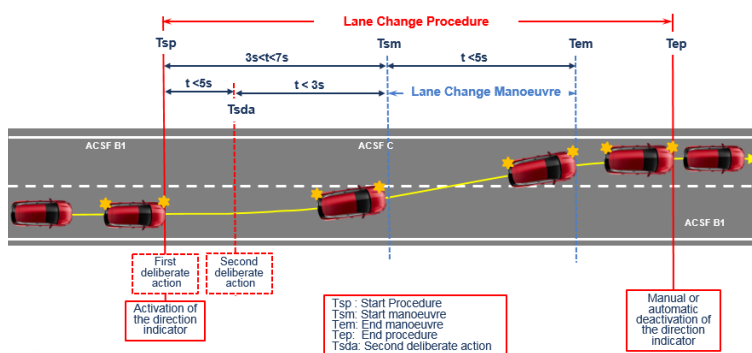 Lane Change Procedure
Tsp
Tsm
Tem
Tep
3s<t<7s
t <5s
t <5s
t < 3s
Lane Change Manoeuvre
Tsda
ACSF B1
ACSF C
ACSF B1
First
deliberate
action
Second
deliberate
action
Activation of
the direction
indicator
Tsp : Start Procedure
Tsm: Start manoeuvre
Tem: End manoeuvre
Tep: End procedure
Tsda: Second deliberate action
Manual or
automatic
deactivation of
the direction
indicator